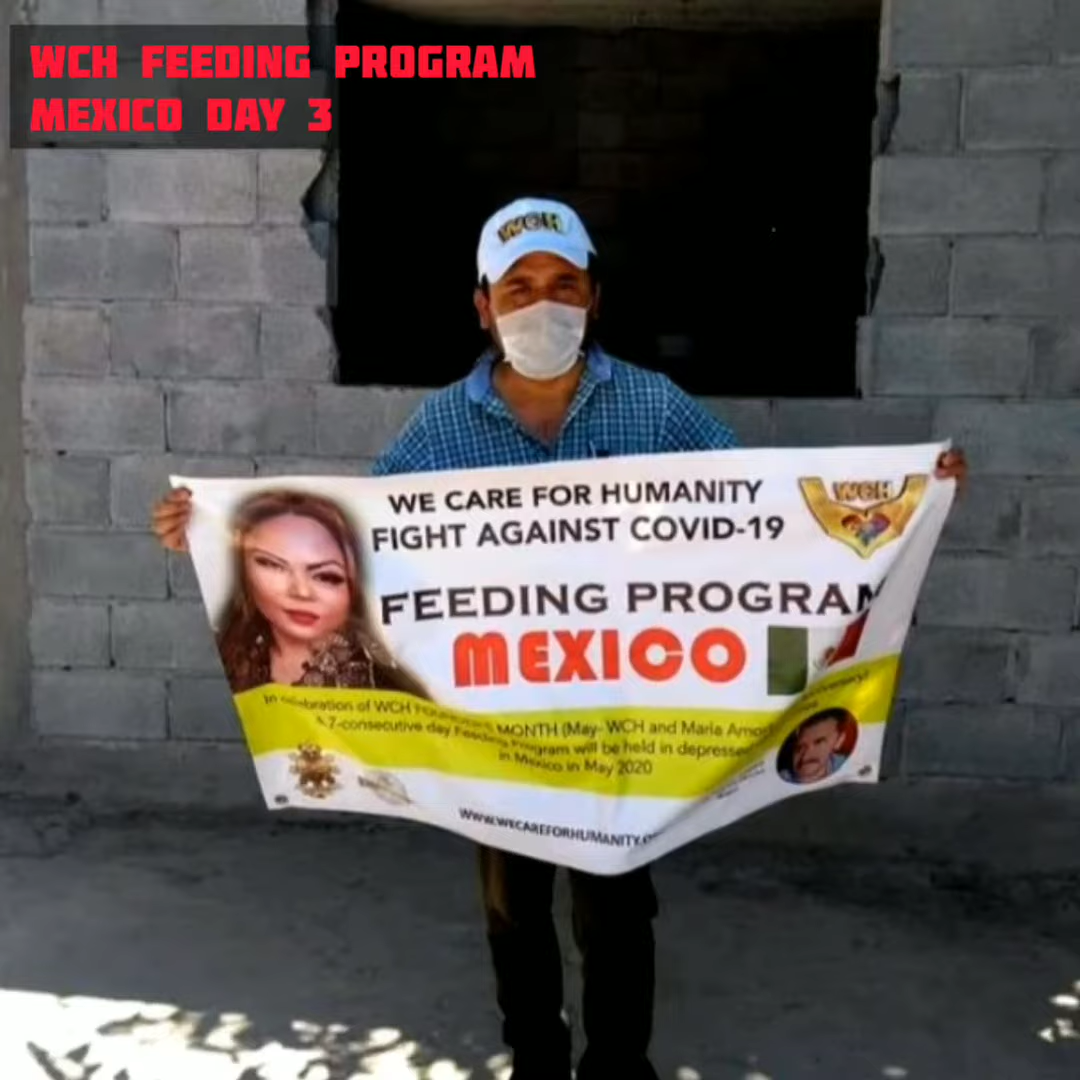 WCH FEEDING PROGRAM
MEXICO DAY 3
WCH
WE CARE FOR HUMANITY
FIGHT AGAINST COVID-19
WCH
FEEDING PROGRAM
MEXICO
In celebration of WCH MONTH (May- WCH and Maria
A 7-consecutive day Feeding Program will be held in depressed
in Mexico in May 2020
WWW.WECAREFORHUMANITY.